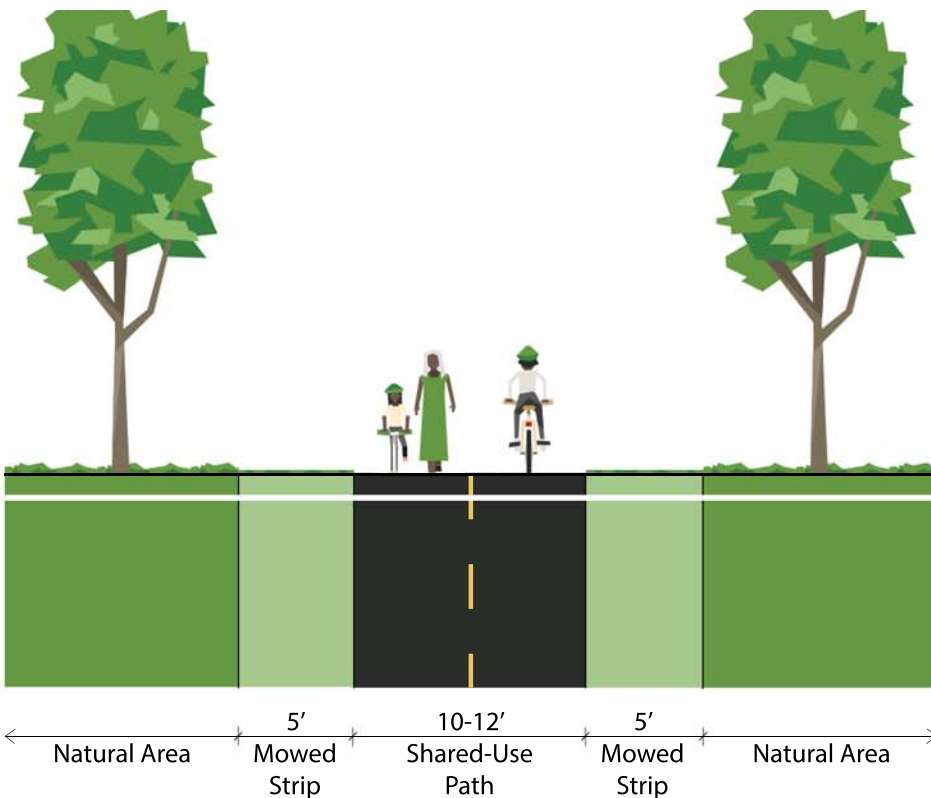 5’
10-12’
5’
Natural Area
Mowed
Strip
Shared-Use
Path
Mowed
Strip
Natural Area